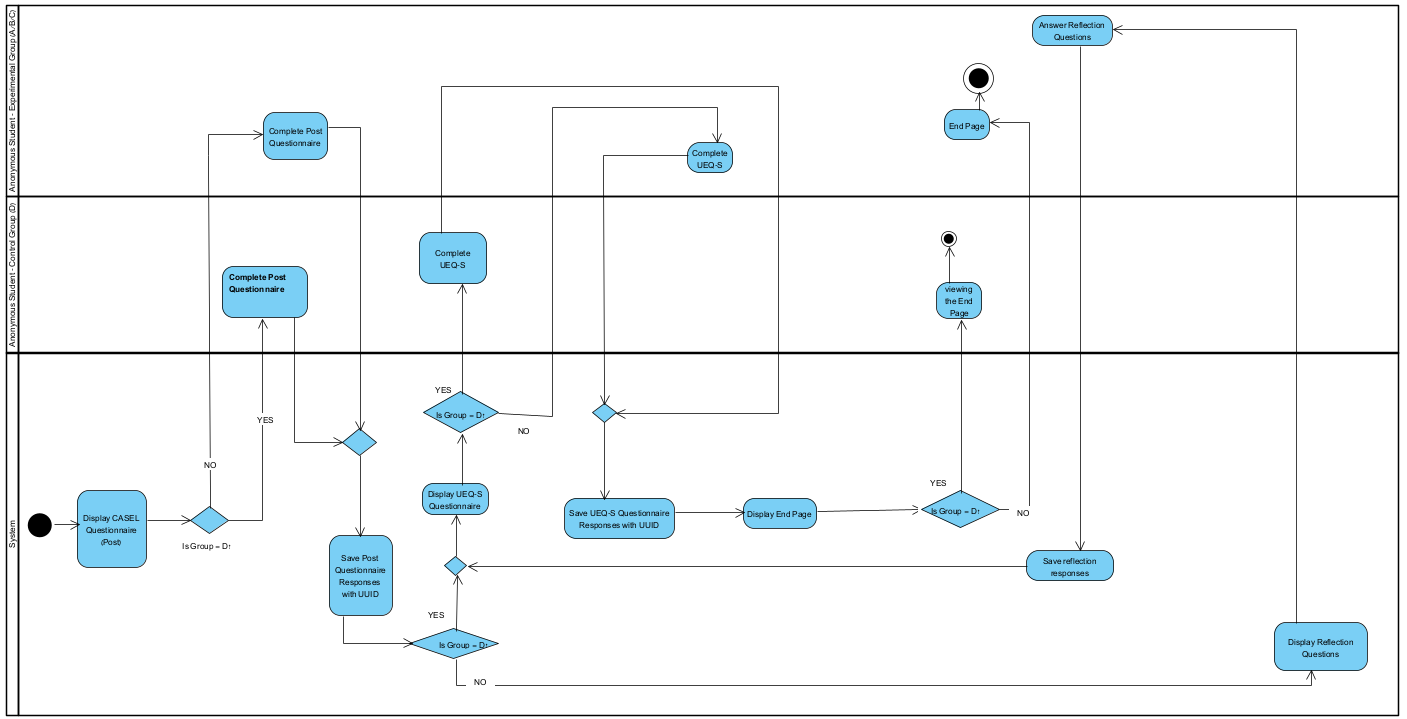 Anonymous Student - Experimental Group (A/B/C)
Answer Reflection
Questions
End Page
Complete Post
Questionnaire
Complete
UEQ-S
Anonymous Student - Control Group (D)
Complete
UEQ-S
Complete Post
Questionnaire
viewing
the End
Page
System
YES
Is Group = D
NO
YES
NO
Display UEQ-S
Questionnaire
Display CASEL
Questionnaire
(Post)
Is Group = D
Save UEQ-S Questionnaire
Responses with UUID
Display End Page
YES
Is Group = D
NO
Save Post
Questionnaire
Responses
with UUID
Save reflection
responses
YES
Is Group = D
NO
Display Reflection
Questions